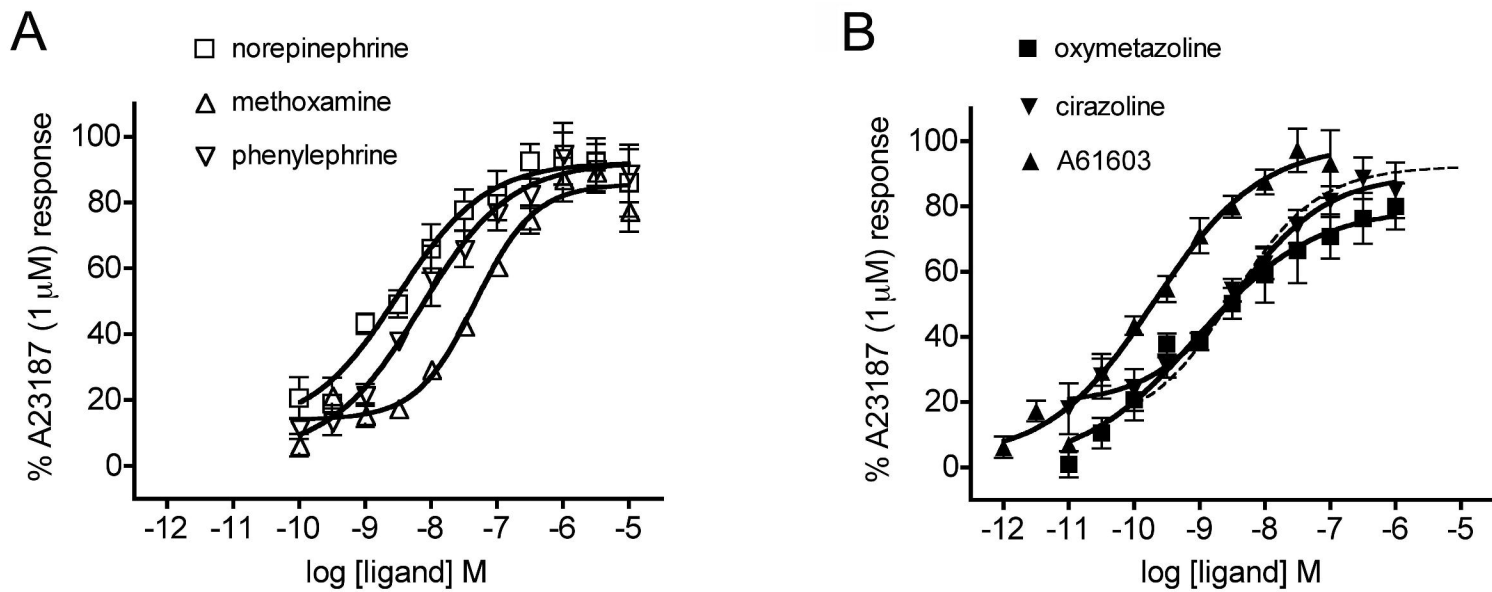 A
norepinephrine
methoxamine
phenylephrine
% A23187 (1 μM) response
100
80
60
40
20
0
-12 -11 -10 -9 -8 -7 -6 -5
log [ligand] M
B
oxymetazoline
cirazoline
A61603
% A23187 (1 μM) response
100
80
60
40
20
0
-12 -11 -10 -9 -8 -7 -6 -5
log [ligand] M